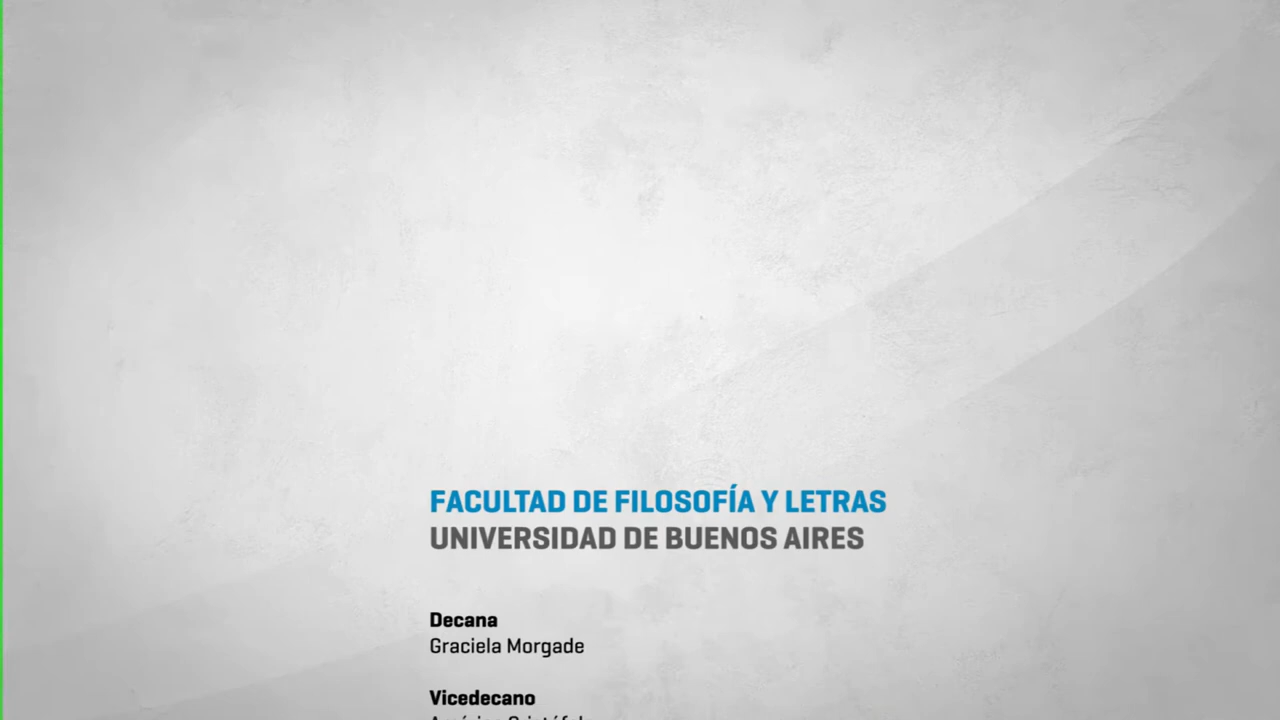 FACULTAD DE FILOSOFÍA Y LETRAS
UNIVERSIDAD DE BUENOS AIRES
Decana
Graciela Morgade
Vicedecano